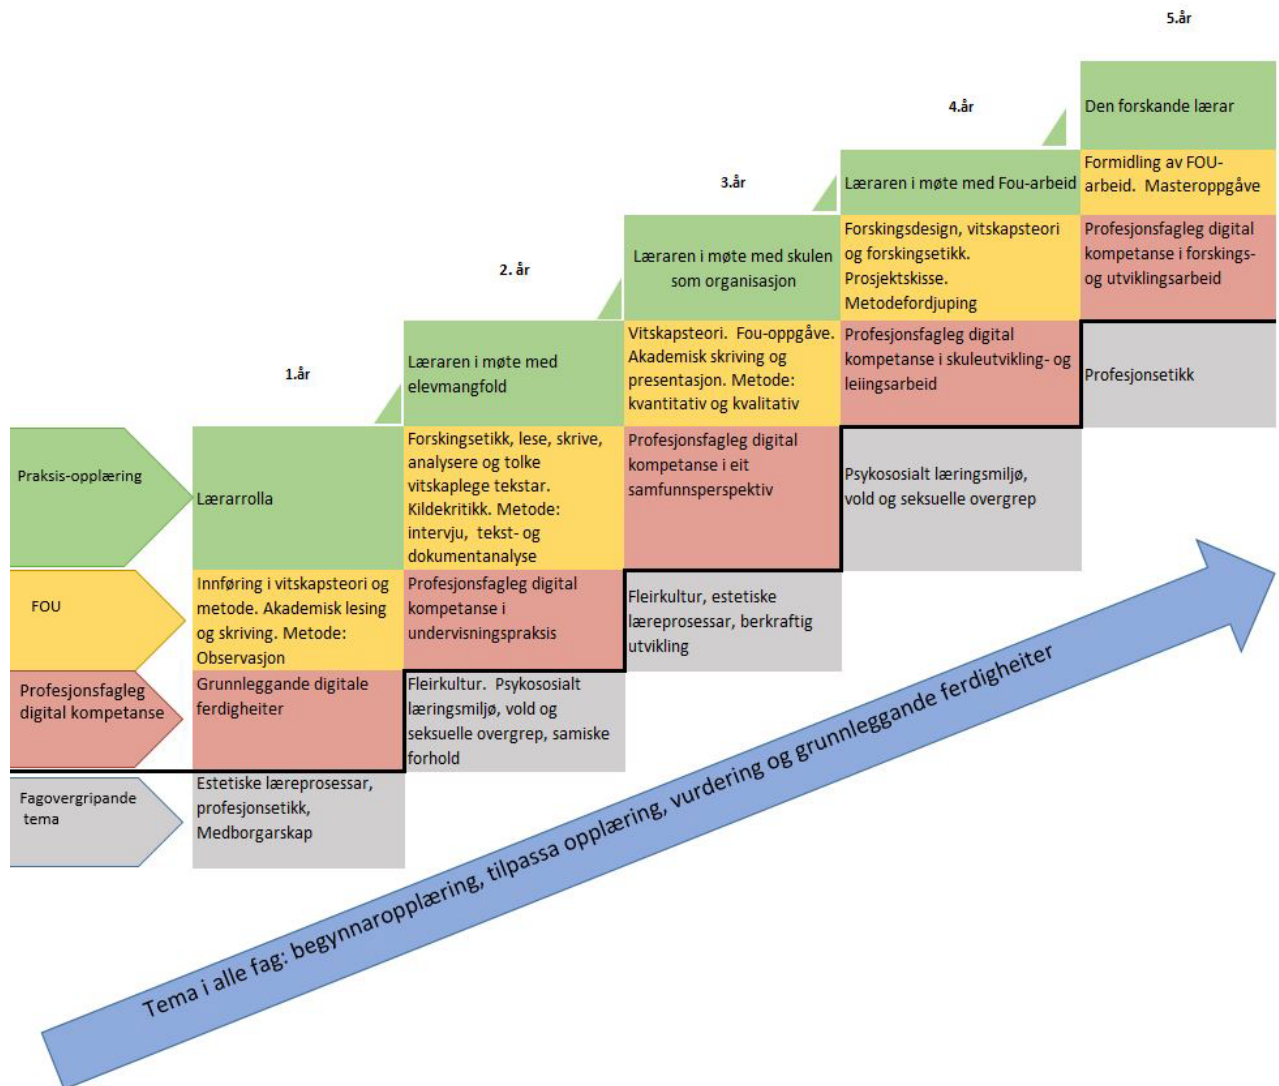 5.år
4.år
Den forskande lærar
Formidling av FOU-
arbeid.  Masteroppgåve
Profesjonsfagleg digital
kompetanse i forskings-
og utviklingsarbeid
Profesjonsetikk
3.år
Læraren i møte med Fou-arbeid
Forskingsdesign, vitskapsteori
og forskingsetikk.
Prosjektskisse.
Metodefordjuping
Profesjonsfagleg digital
kompetanse i skuleutvikling- og
leiingsarbeid
Psykososialt læringsmiljø,
vold og seksuelle overgrep
2. år
Læraren i møte med skulen
som organisasjon
Vitskapsteori.  Fou-oppgåve.
Akademisk skriving og
presentasjon. Metode:
kvantitativ og kvalitativ
Profesjonsfagleg digital
kompetanse i eit
samfunnsperspektiv
Fleirkultur, estetiske
læreprosessar, berkraftig
utvikling
1.år
Læraren i møte med
elevmangfold
Forskingsetikk, lese, skrive,
analysere og tolke
vitskaplege tekstar.
Kildekritikk. Metode:
intervju,  tekst- og
dokumentanalyse
Profesjonsfagleg digital
kompetanse i
undervisningspraksis
Fleirkultur.  Psykososialt
læringsmiljø, vold og
seksuelle overgrep, samiske
forhold
Praksis-opplæring
Lærarrolla
FOU
Innføring i vitskapsteori og
metode. Akademisk lesing
og skriving. Metode:
Observasjon
Profesjonsfagleg
digital kompetanse
Grunnleggande digitale
ferdigheiter
Fagovergripande
tema
Estetiske læreprosessar,
profesjonsetikk,
Medborgarskap
Tema i alle fag: begynnaropplæring, tilpassa opplæring, vurdering og grunnleggande ferdigheiter